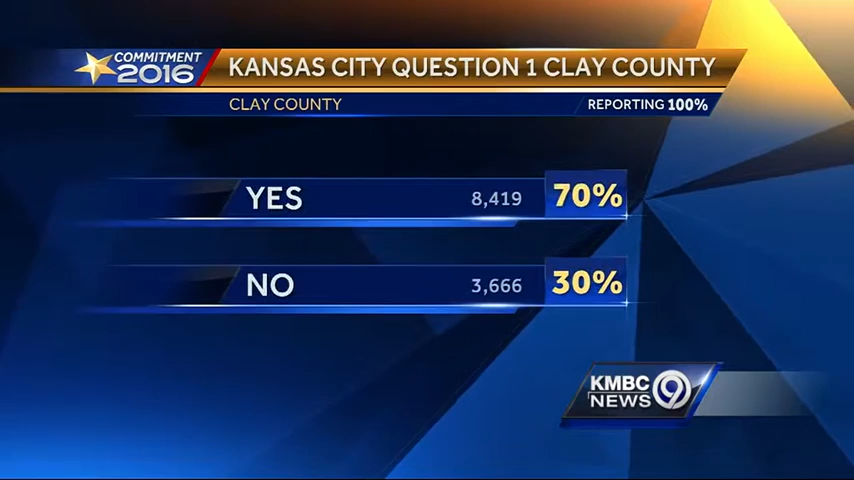 COMMITMENT
2016
KANSAS CITY QUESTION 1 CLAY COUNTY
CLAY COUNTY REPORTING 100%
YES 8,419 70%
NO 3,666 30%
KMBC 9
NEWS